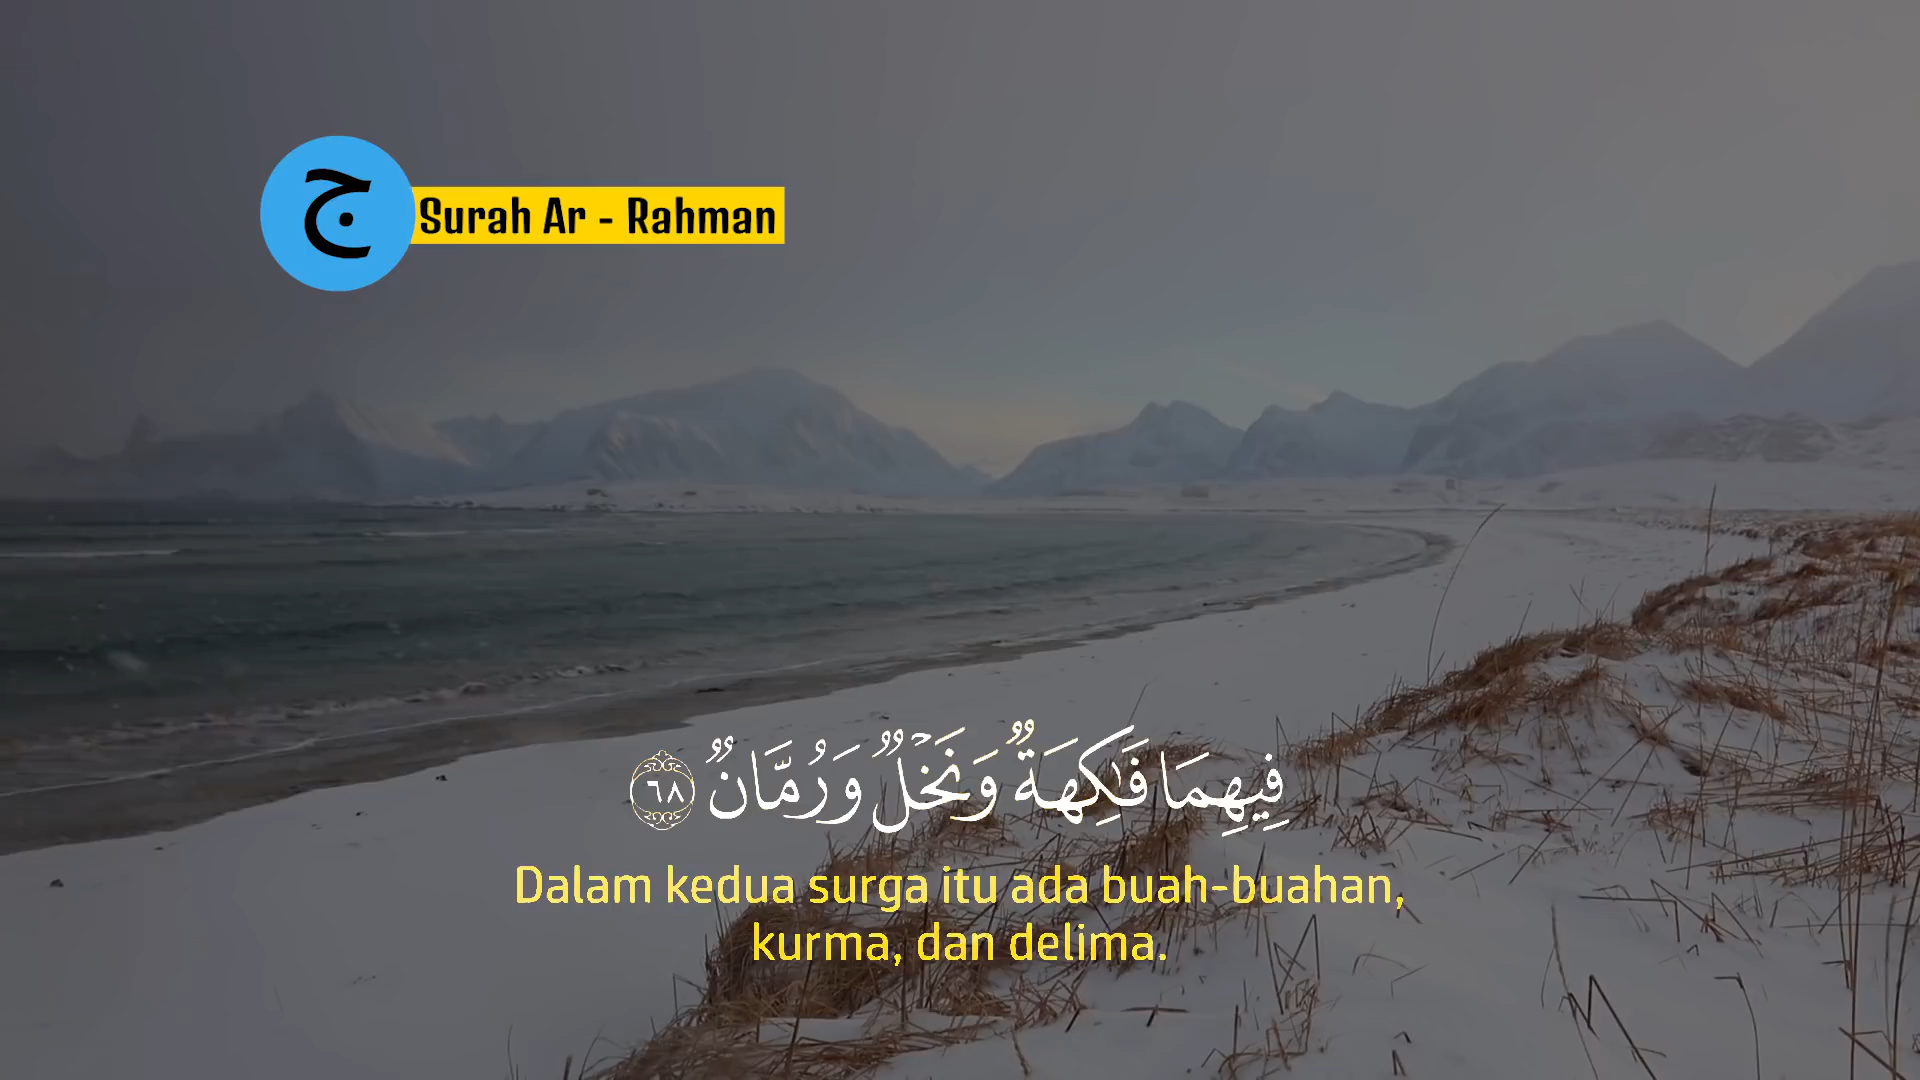 ج
Surah Ar - Rahman
فِيهِمَا فَٰكِهَةٌ وَنَخْلٌ وَرُمَّانٌ ٦٨
Dalam kedua surga itu ada buah-buahan,
kurma, dan delima.